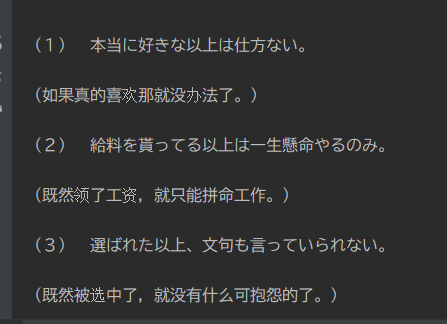 (１)　本当に好きな以上は仕方ない。
(如果真的喜欢那就没办法了。)
(２)　給料を貰ってる以上は一生懸命やるのみ。
(既然领了工资，就只能拼命工作。)
(３)　選ばれた以上、文句も言っていられない。
(既然被选中了，就没有什么可抱怨的了。)